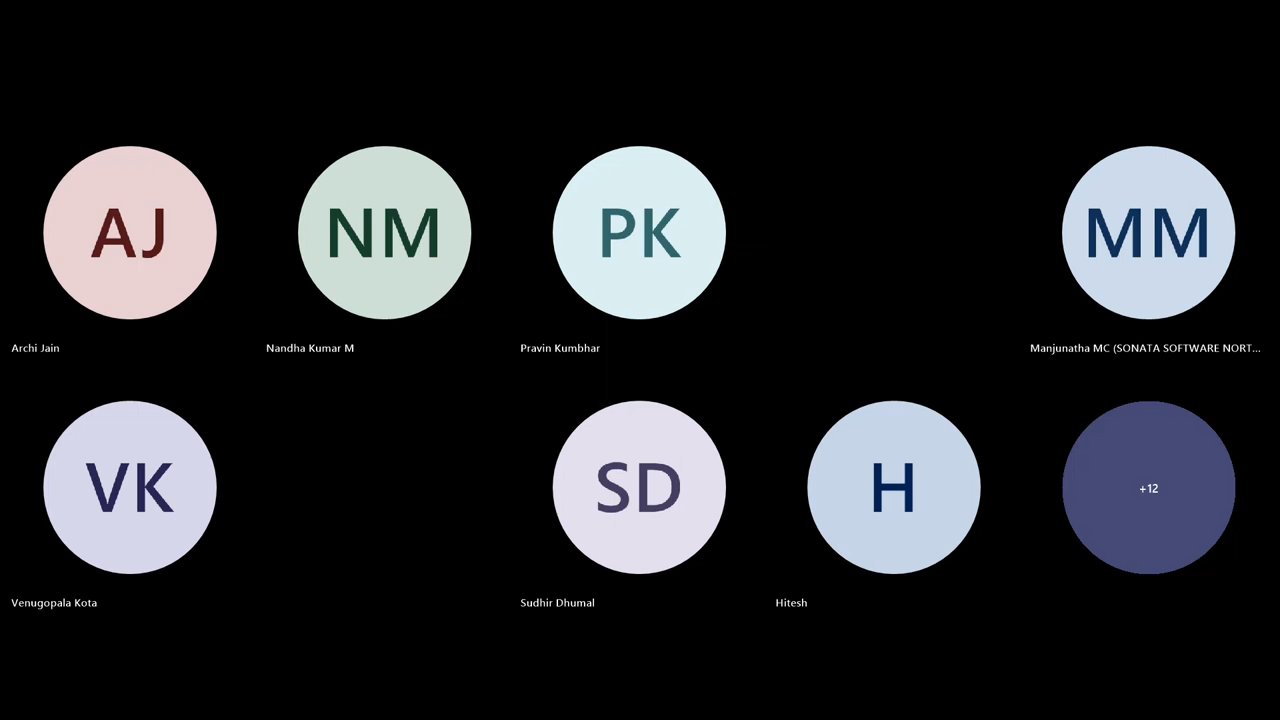 AJ
NM
PK
MM
Archi Jain
Nandha Kumar M
Pravin Kumbhar
Manjunatha MC (SONATA SOFTWARE NORT...
VK
SD
H
+12
Venugopala Kota
Sudhir Dhumal
Hitesh